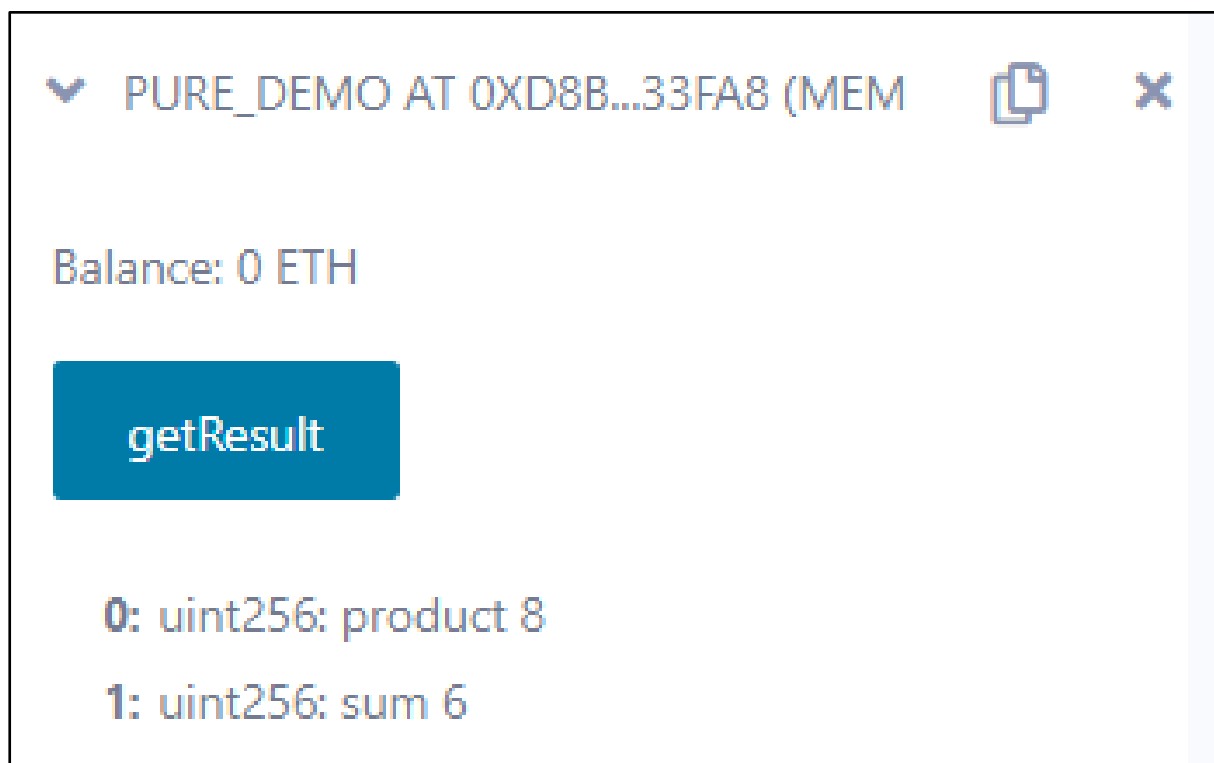 PURE_DEMO AT 0XD8B...33FA8 (MEM
Balance: 0 ETH
getResult
0: uint256: product 8
1: uint256: sum 6